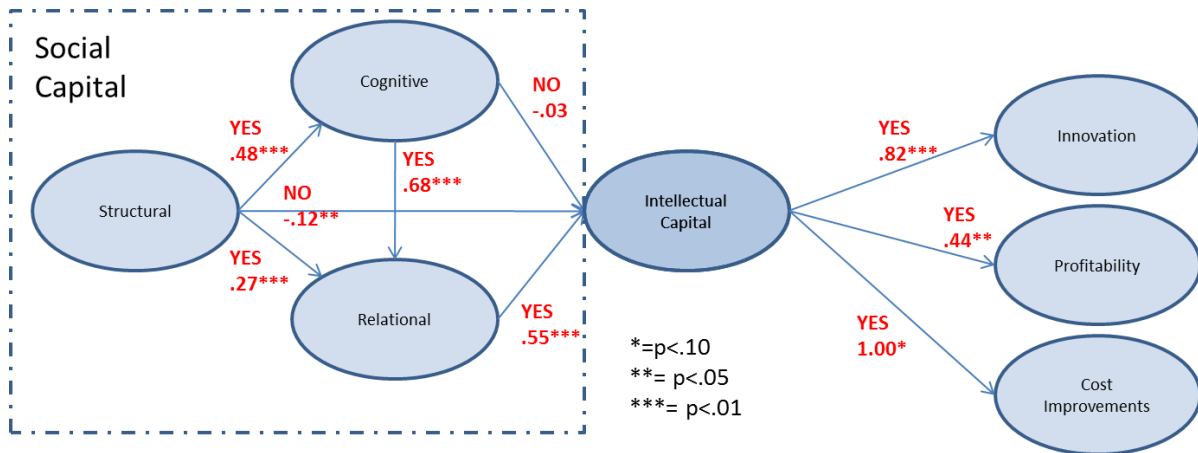 Social
Capital
Cognitive
NO
-.03
YES
.48***
YES
.68***
Structural
NO
-.12**
YES
.27***
Relational
YES
.55***
Intellectual
Capital
YES
.82***
Innovation
YES
.44**
Profitability
YES
1.00*
Cost
Improvements
*=p<.10
**= p<.05
***= p<.01